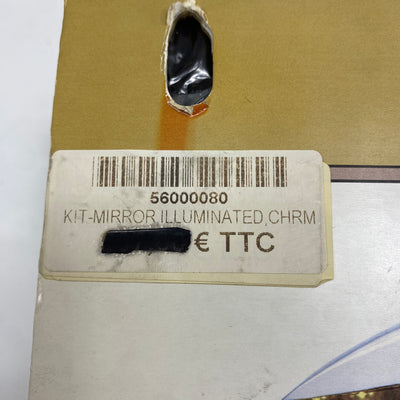 56000080
KIT-MIRROR,ILLUMINATED,CHRM
€ TTC